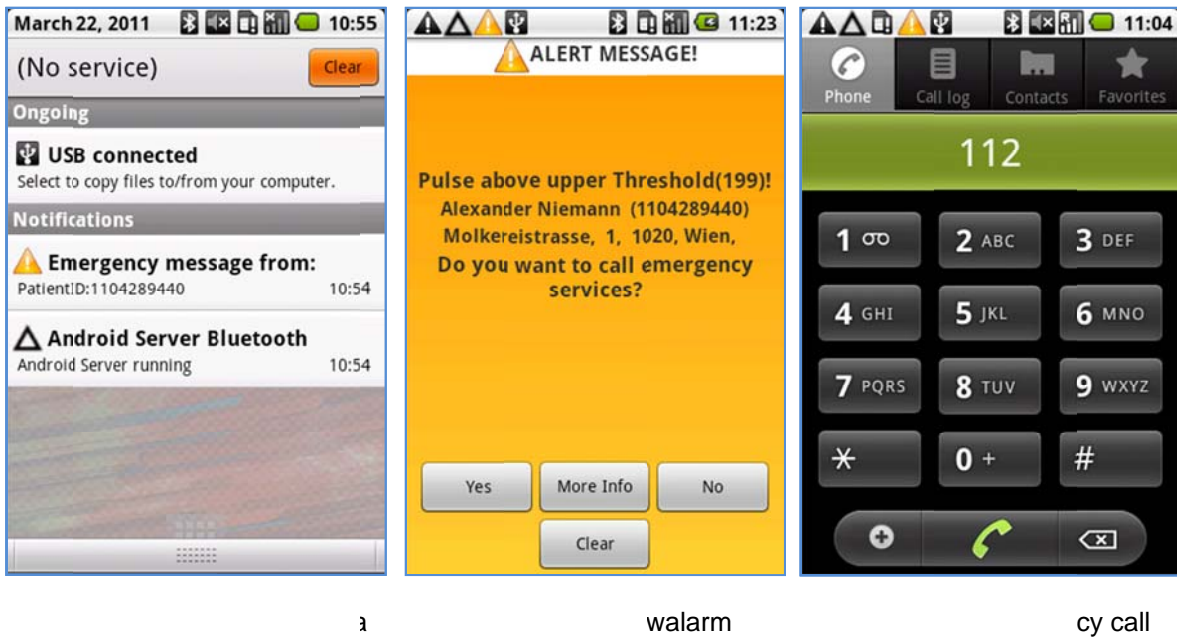 March 22, 2011 10:55
(No service) Clear
Ongoing
USB connected
Select to copy files to/from your computer.
Notifications
Emergency message from:
PatientID:1104289440 10:54
Android Server Bluetooth
Android Server running 10:54
11:23
ALERT MESSAGE!
Pulse above upper Threshold(199)!
Alexander Niemann (1104289440)
Molkereistrasse, 1, 1020, Wien,
Do you want to call emergency
services?
Yes More Info No
Clear
11:04
Phone Call log Contacts Favorites
112
1 2 ABC 3 DEF
4 GHI 5 JKL 6 MNO
7 PQRS 8 TUV 9 WXYZ
* 0 + #
walarm cy call